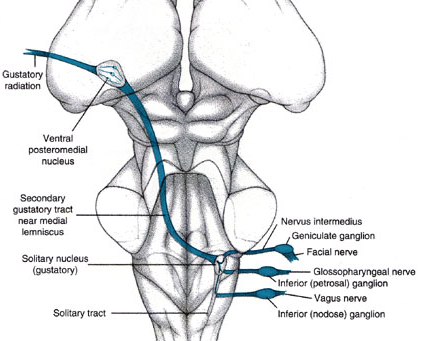 Gustatory
radiation
Ventral
posteromedial
nucleus
Secondary
gustatory tract
near medial
lemniscus
Solitary nucleus
(gustatory)
Solitary tract
Nervus intermedius
Geniculate ganglion
Facial nerve
Glossopharyngeal nerve
Inferior (petrosal) ganglion
Vagus nerve
Inferior (nodose) ganglion